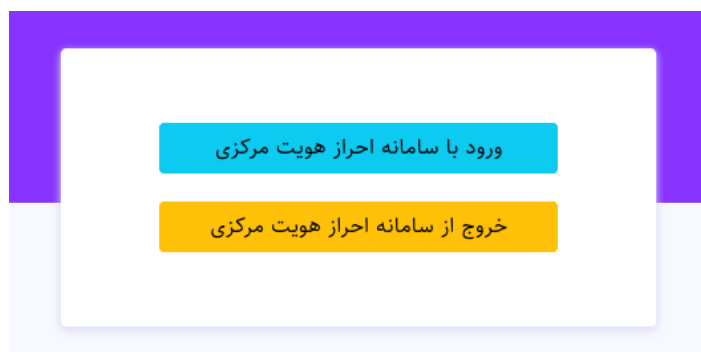 ورود با سامانه احراز هویت مرکزی
خروج از سامانه احراز هویت مرکزی